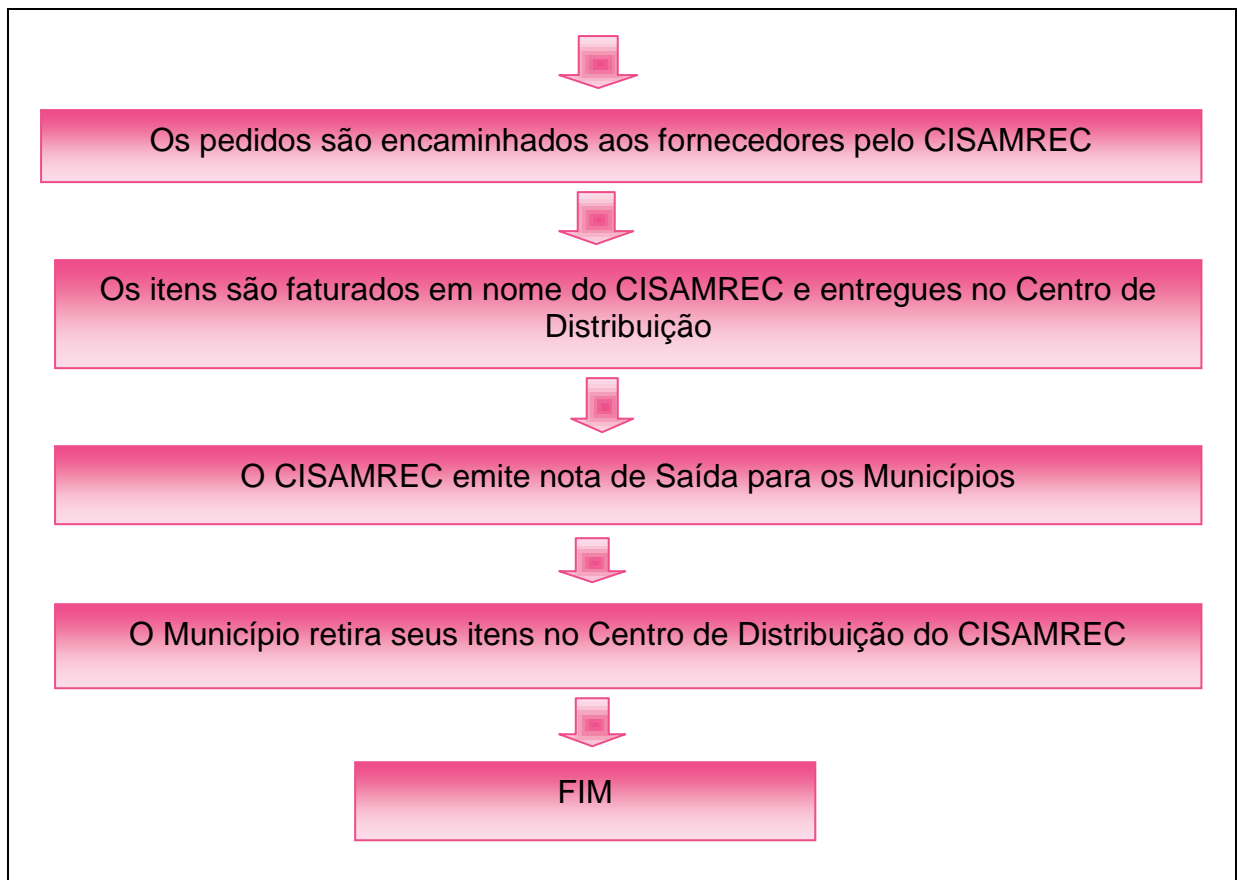 Os pedidos são encaminhados aos fornecedores pelo CISAMREC
Os itens são faturados em nome do CISAMREC e entregues no Centro de
Distribuição
O CISAMREC emite nota de Saída para os Municípios
O Município retira seus itens no Centro de Distribuição do CISAMREC
FIM